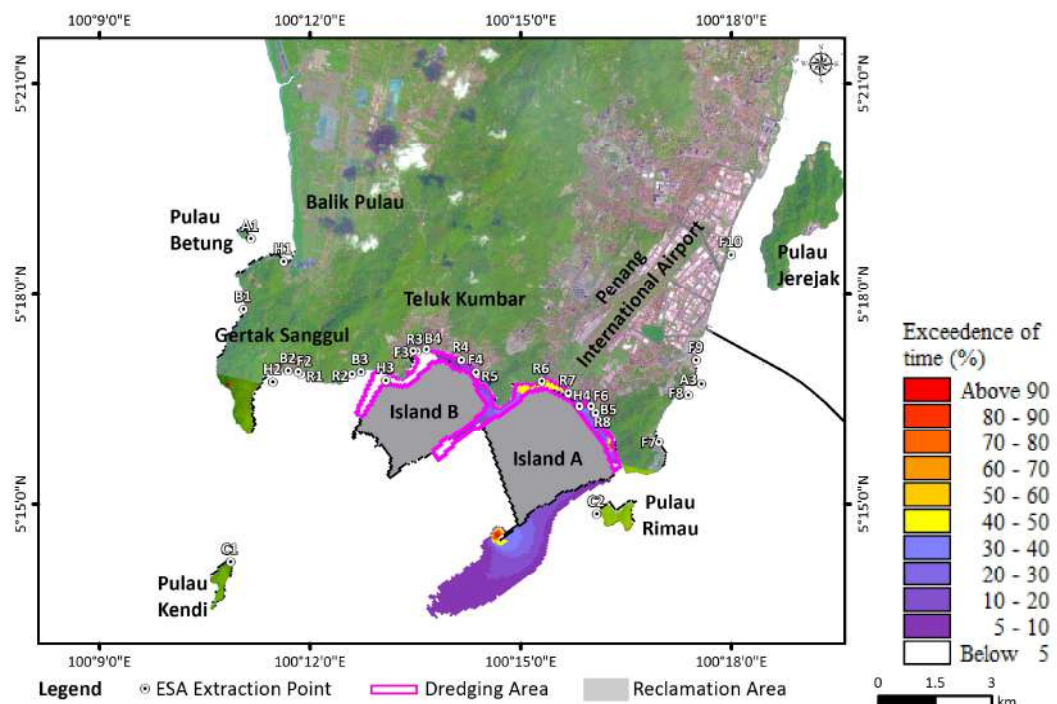 100°9'0"E 100°12'0"E 100°15'0"E 100°18'0"E
5°21'0"N 5°21'0"N
Balik Pulau
Pulau
Betung
A1
H1
F10
Pulau
Jerejak
Penang
International Airport
5°18'0"N 5°18'0"N
B1
Teluk Kumbar
Gertak Sanggul
H2 B2 F2 R1 R2 B3 H3 F3 R3 B4 R4 F4 R5
R6 R7 H4 F6 B5 R8
F9
A3
F8
F7
Island B
Island A
5°15'0"N 5°15'0"N
C2
Pulau
Rimau
C1
Pulau
Kendi
100°9'0"E 100°12'0"E 100°15'0"E 100°18'0"E
Exceedence of
time (%)
Above 90
80 - 90
70 - 80
60 - 70
50 - 60
40 - 50
30 - 40
20 - 30
10 - 20
5 - 10
Below 5
Legend ESA Extraction Point Dredging Area Reclamation Area
0 1.5 3
km